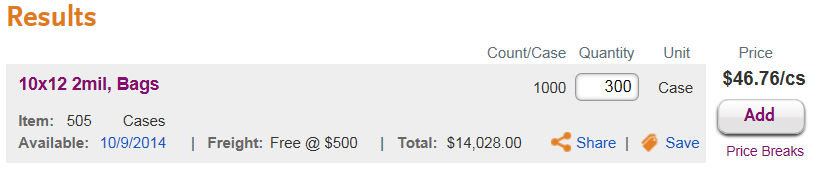 Results
Count/Case Quantity Unit Price
10x12 2mil, Bags
1000 300 Case $46.76/cs
Item: 505 Cases
Add
Available: 10/9/2014 | Freight: Free @ $500 | Total: $14,028.00 Share | Save
Price Breaks